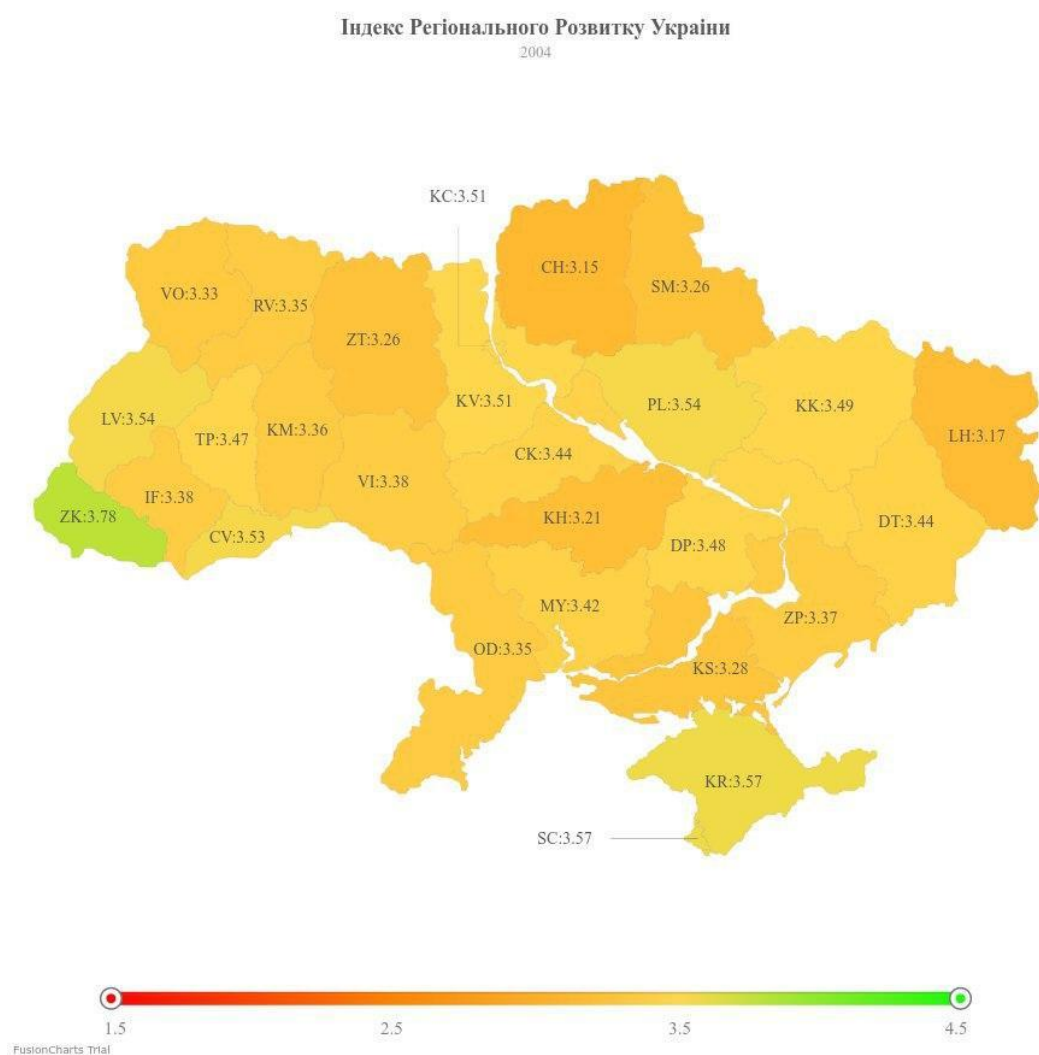 Індекс Регіонального Розвитку України
2004
KC:3.51
CH:3.15
SM:3.26
VO:3.33
RV:3.35
ZT:3.26
KV:3.51
PL:3.54
KK:3.49
LV:3.54
TP:3.47
KM:3.36
CK:3.44
LH:3.17
VI:3.38
IF:3.38
ZK:3.78
CV:3.53
KH:3.21
DT:3.44
DP:3.48
MY:3.42
ZP:3.37
OD:3.35
KS:3.28
KR:3.57
SC:3.57
1.5 2.5 3.5 4.5
FusionCharts Trial